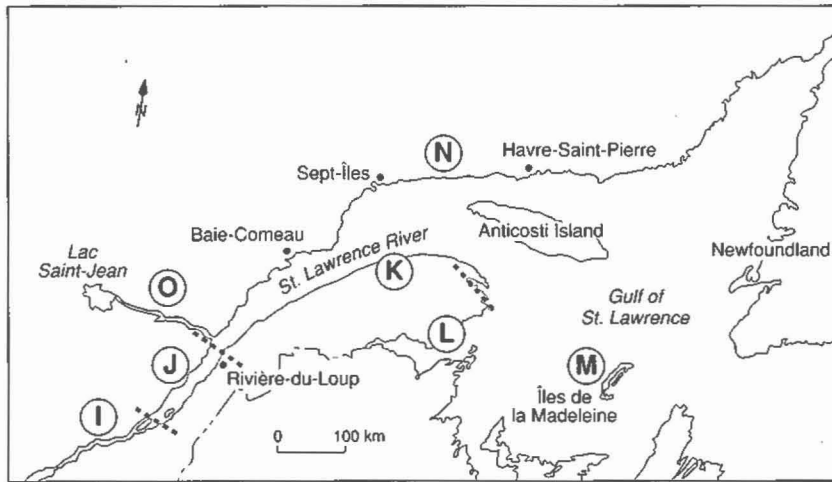 N
N
Havre-Saint-Pierre
Sept-Îles
Baie-Comeau
Anticosti Island
St. Lawrence River
K
Lac
Saint-Jean
O
Newfoundland
Gulf of
St. Lawrence
L
J
Rivière-du-Loup
M
Îles de
la Madeleine
I
0 100 km